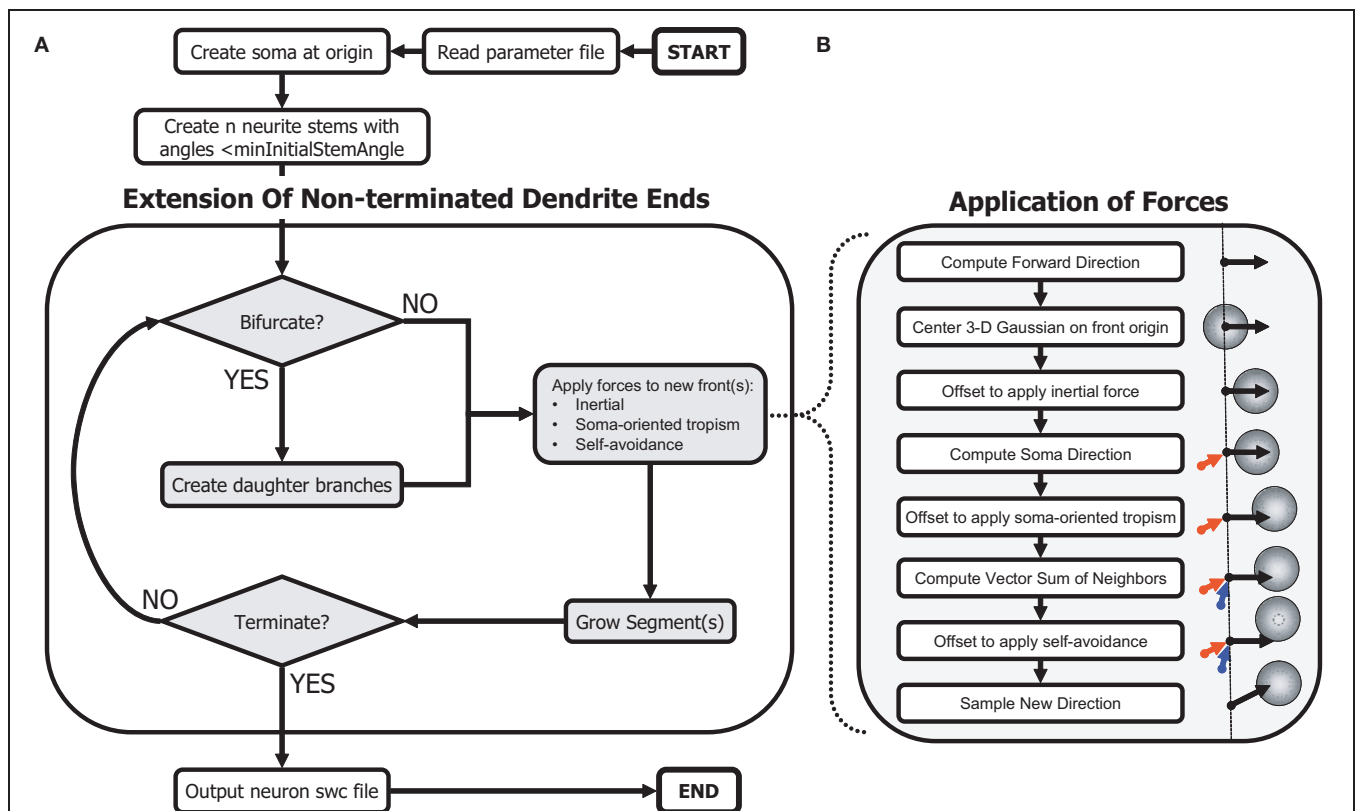 A
START
Read parameter file
Create soma at origin
Create n neurite stems with
angles <minInitialStemAngle
Extension Of Non-terminated Dendrite Ends
Bifurcate?
NO
YES
Create daughter branches
Apply forces to new front(s):
• Inertial
• Soma-oriented tropism
• Self-avoidance
Grow Segment(s)
Terminate?
NO
YES
Output neuron swc file
END
B
Application of Forces
Compute Forward Direction
Center 3-D Gaussian on front origin
Offset to apply inertial force
Compute Soma Direction
Offset to apply soma-oriented tropism
Compute Vector Sum of Neighbors
Offset to apply self-avoidance
Sample New Direction